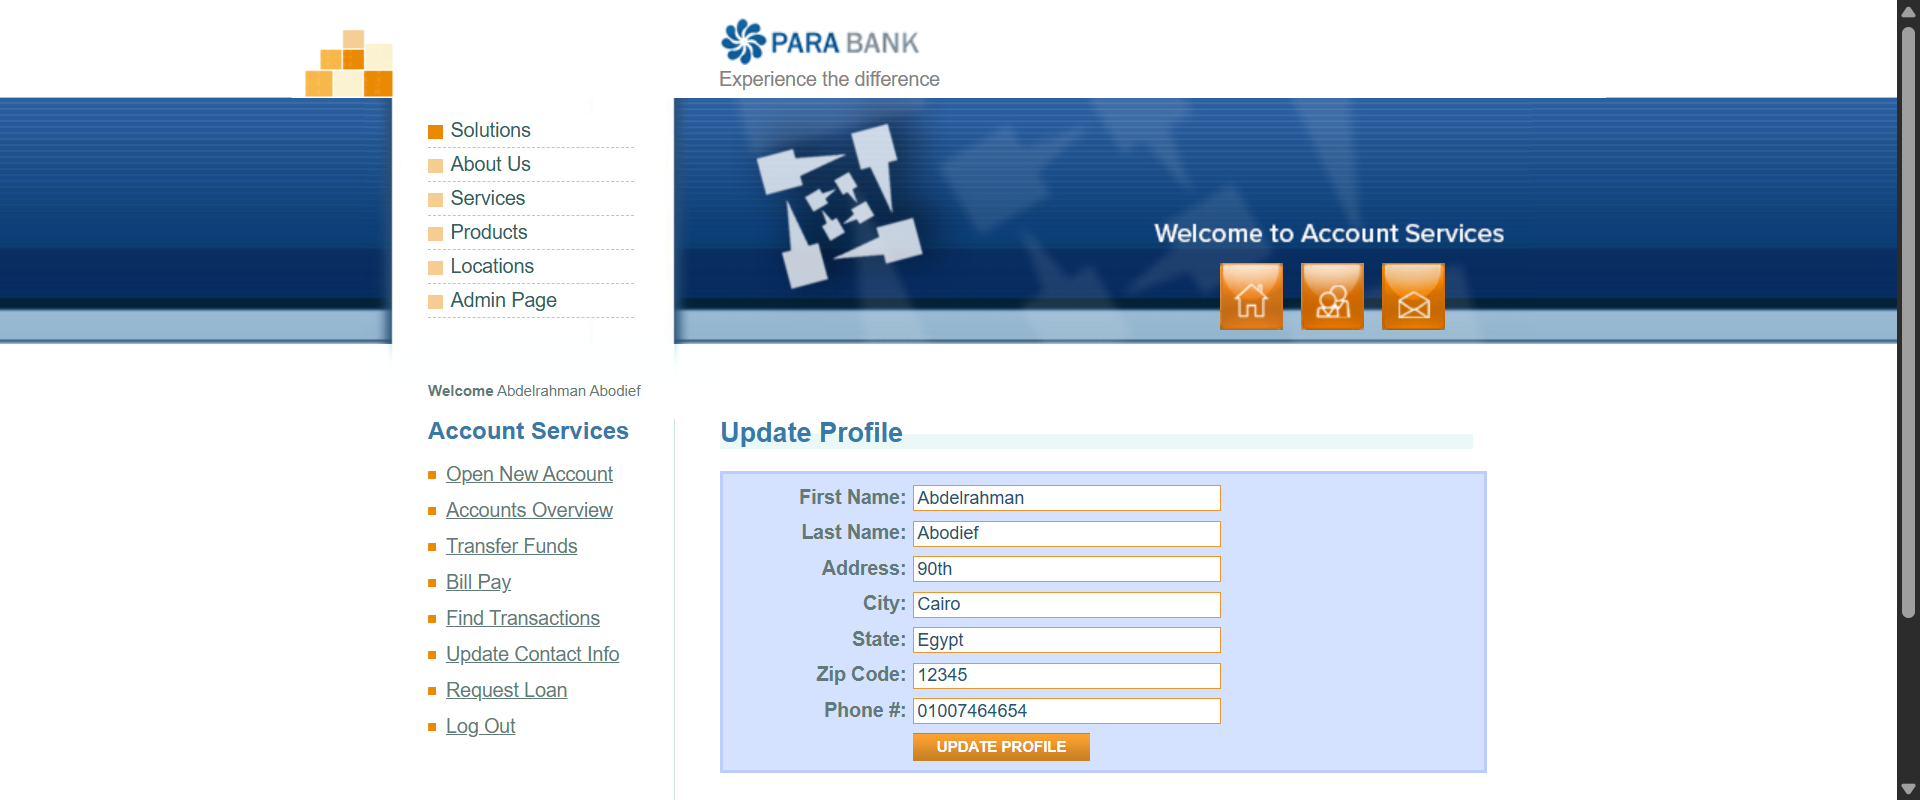 PARA BANK
Experience the difference
Solutions
About Us
Services
Products
Locations
Admin Page
Welcome to Account Services
Welcome Abdelrahman Abodief
Account Services
Open New Account
Accounts Overview
Transfer Funds
Bill Pay
Find Transactions
Update Contact Info
Request Loan
Log Out
Update Profile
First Name: Abdelrahman
Last Name: Abodief
Address: 90th
City: Cairo
State: Egypt
Zip Code: 12345
Phone #: 01007464654
UPDATE PROFILE